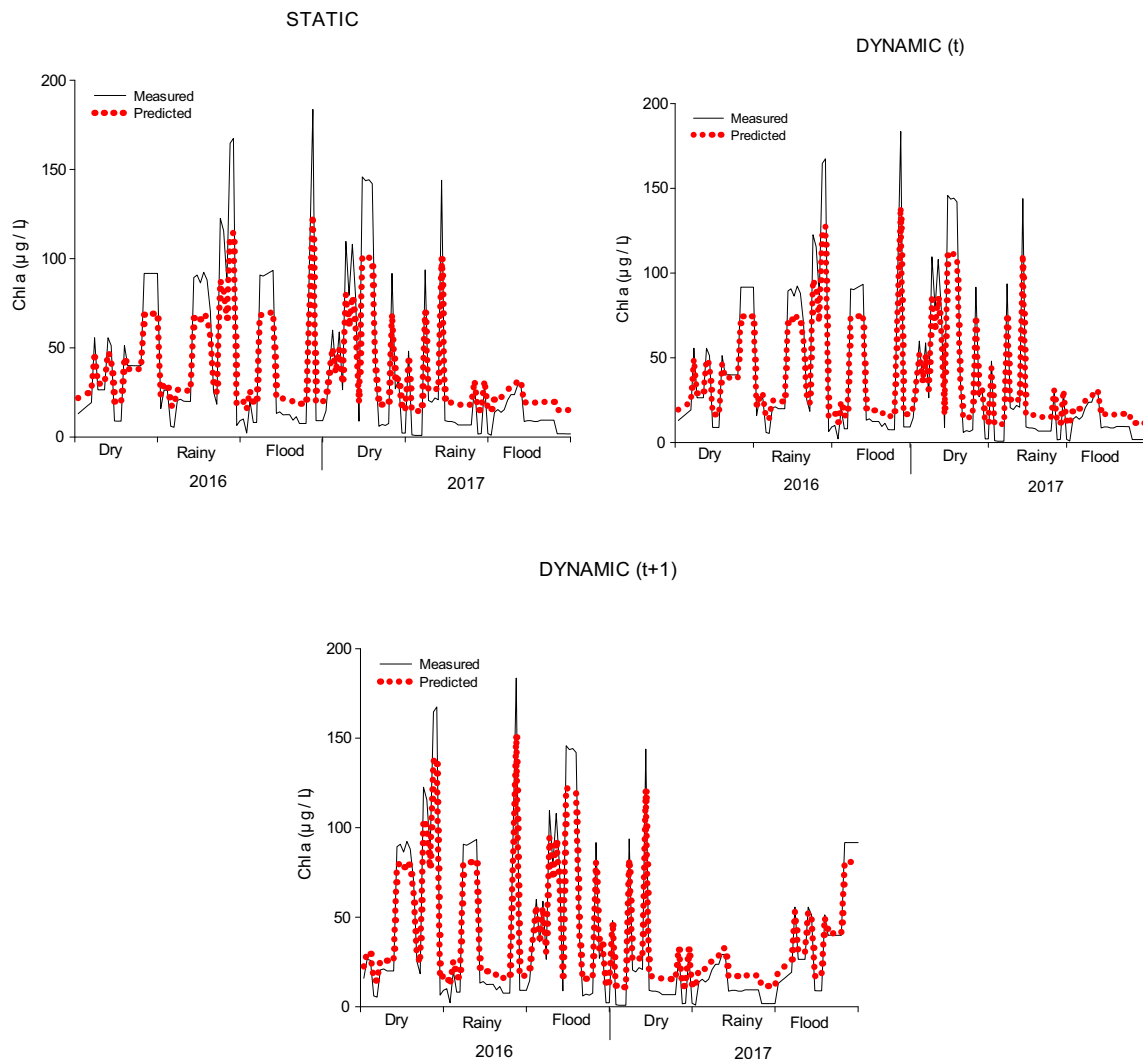 STATIC
200
150
100
50
0
Chl a (µ g / L)
Measured
Predicted
Dry
Rainy
Flood
Dry
Rainy
Flood
2016
2017
DYNAMIC (t)
200
150
100
50
0
Chl a (µ g / L)
Measured
Predicted
Dry
Rainy
Flood
Dry
Rainy
Flood
2016
2017
DYNAMIC (t+1)
200
150
100
50
0
Chl a (µ g / L)
Measured
Predicted
Dry
Rainy
Flood
Dry
Rainy
Flood
2016
2017